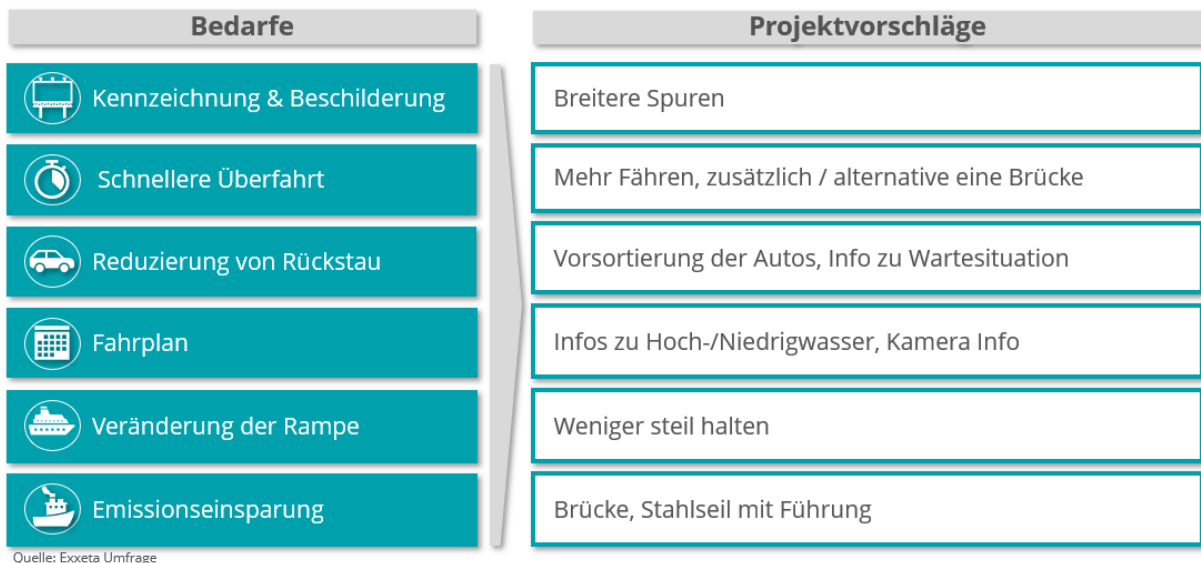 Bedarfe
Projektvorschläge
Kennzeichnung & Beschilderung
Breitere Spuren
Schnellere Überfahrt
Mehr Fähren, zusätzlich / alternative eine Brücke
Reduzierung von Rückstau
Vorsortierung der Autos, Info zu Wartesituation
Fahrplan
Infos zu Hoch-/Niedrigwasser, Kamera Info
Veränderung der Rampe
Weniger steil halten
Emissionseinsparung
Brücke, Stahlseil mit Führung
Quelle: Exxeta Umfrage